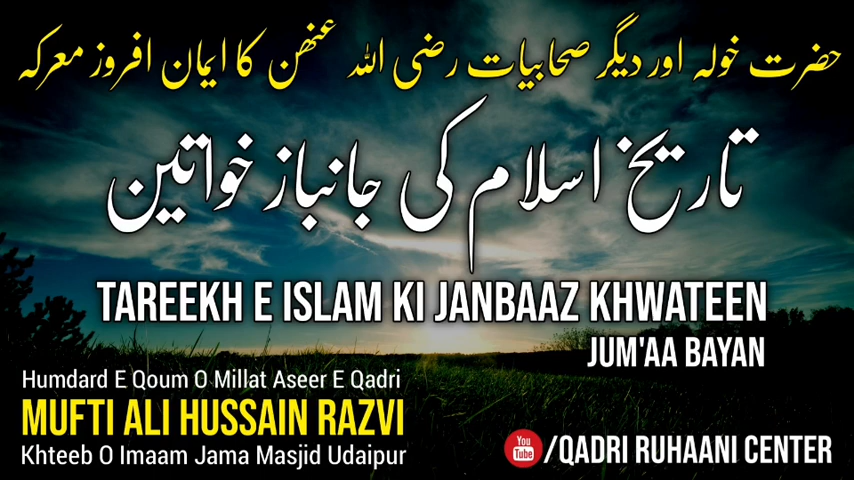 حضرت خولہ اور دیگر صحابیات رضی اللہ عنھن کا ایمان افروز معرکہ
تاریخ اسلام کی جانباز خواتین
TAREEKH E ISLAM KI JANBAAZ KHWATEEN
JUM'AA BAYAN
Humdard E Qoum O Millat Aseer E Qadri
MUFTI ALI HUSSAIN RAZVI
Khteeb O Imaam Jama Masjid Udaipur
You Tube /QADRI RUHAANI CENTER